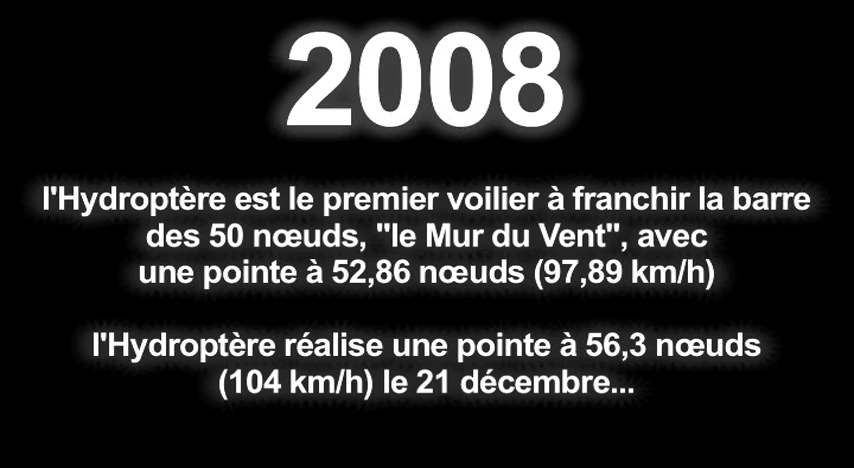 2008
l'Hydroptère est le premier voilier à franchir la barre
des 50 nœuds, "le Mur du Vent", avec
une pointe à 52,86 nœuds (97,89 km/h)
l'Hydroptère réalise une pointe à 56,3 nœuds
(104 km/h) le 21 décembre...